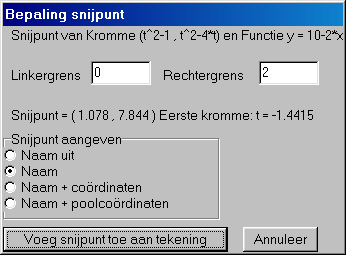 Bepaling snijpunt
Snijpunt van Kromme (t^2-1 , t^2-4*t) en Functie y = 10-2*x
Linkergrens 0 Rechtergrens 2
Snijpunt = ( 1.078 , 7.844 ) Eerste kromme: t = -1.4415
Snijpunt aangeven
Naam uit
Naam
Naam + coördinaten
Naam + poolcoördinaten
Voeg snijpunt toe aan tekening Annuleer